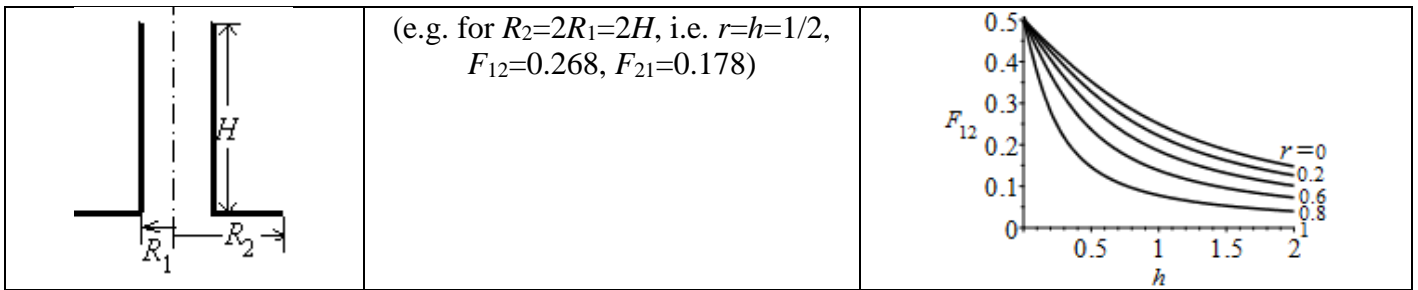 H
R1
R2
(e.g. for R2=2R1=2H, i.e. r=h=1/2,
F12=0.268, F21=0.178)
0.5
0.4
0.3
F12
0.2
0.1
0
r=0
0.2
0.6
0.8
1
0.5
1
1.5
2
h